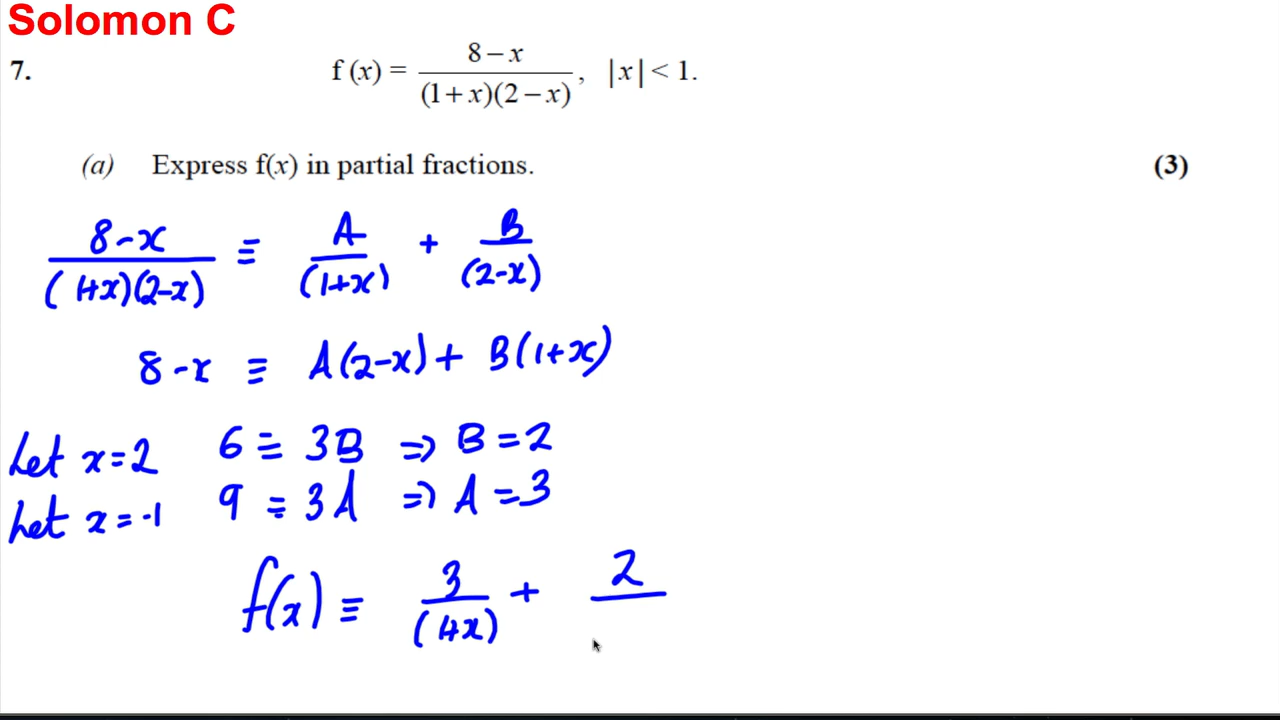 Solomon C
7. f (x) = (8 – x)/((1 + x)(2 – x)), |x| < 1.
(a) Express f(x) in partial fractions. (3)
(8-x)/((1+x)(2-x)) ≡ A/(1+x) + B/(2-x)
8-x ≡ A(2-x) + B(1+x)
Let x=2 6 ≡ 3B ⇒ B = 2
Let x=-1 9 = 3A ⇒ A = 3
f(x) ≡ 3/(1+x) + 2/